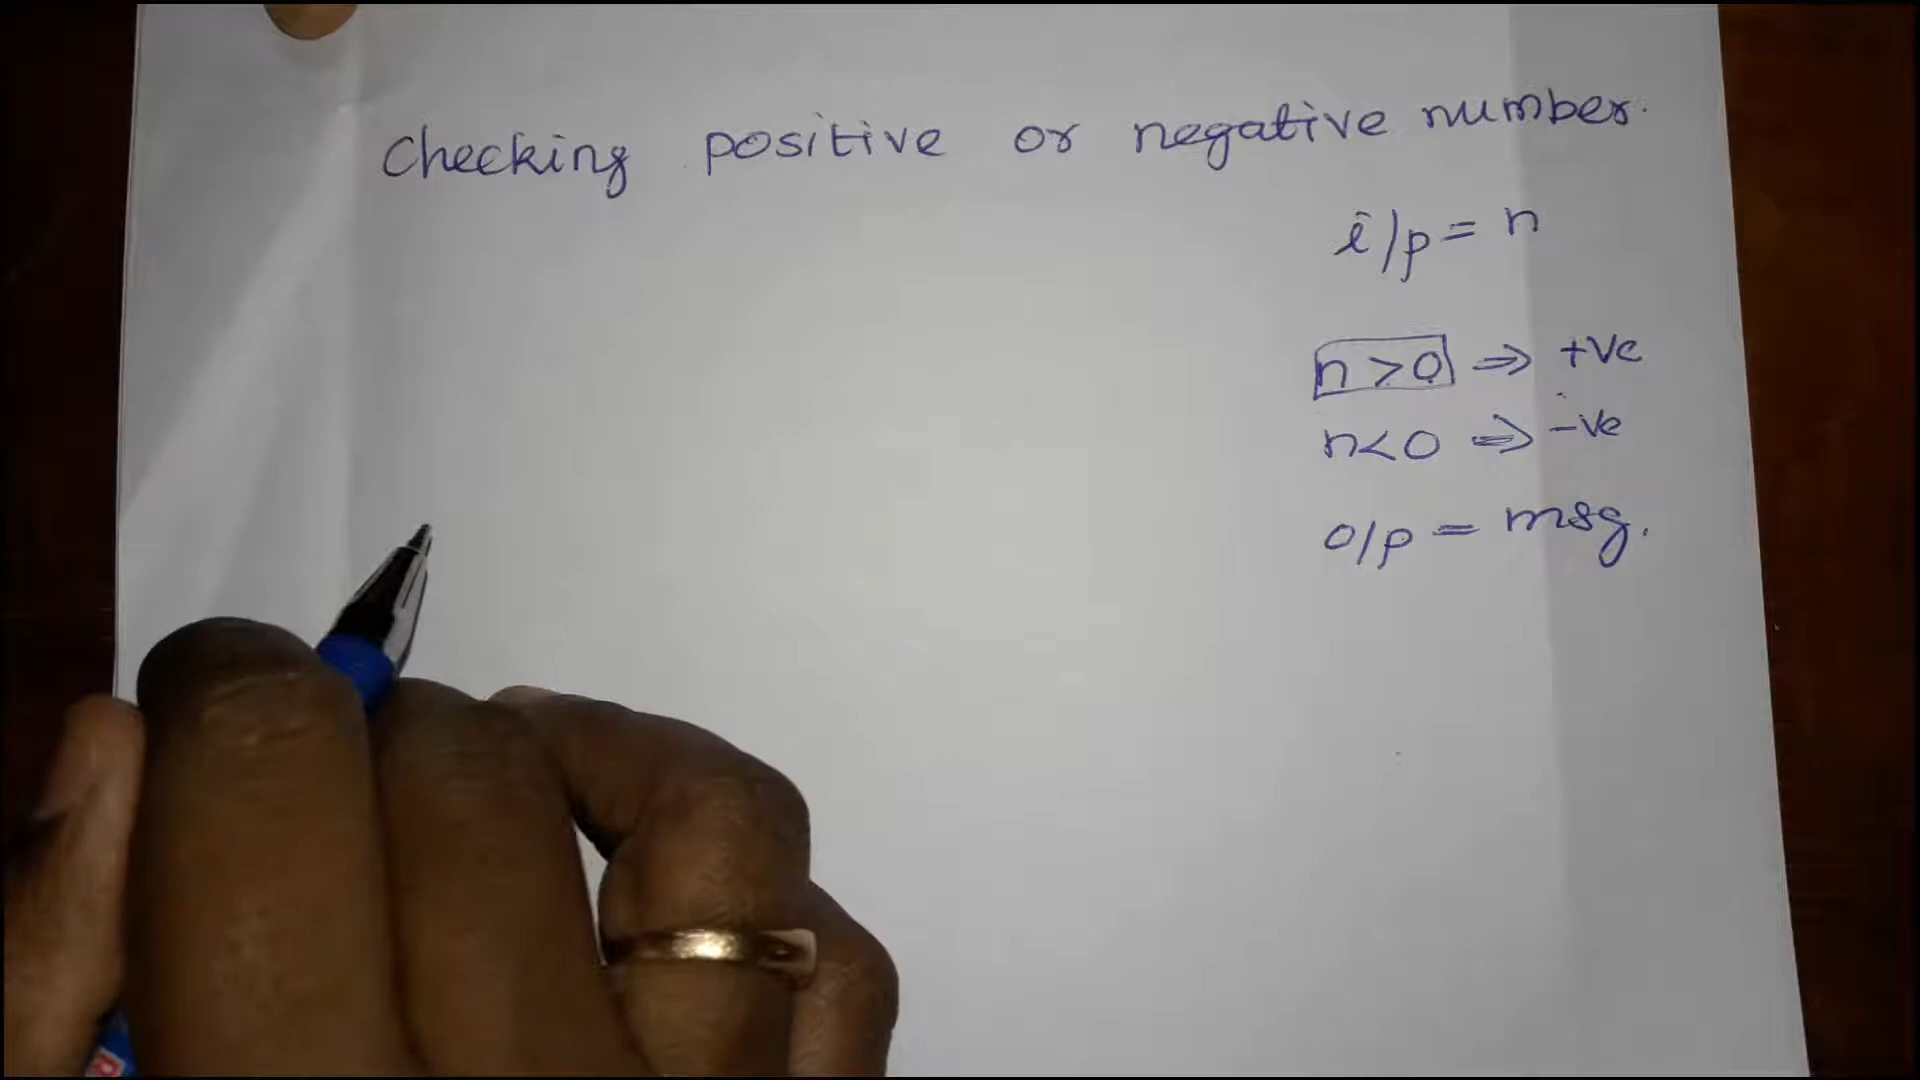 Checking positive or negative number.
i/p = n
n > 0 ⇒ +ve
n < 0 ⇒ -ve
o/p = msg.